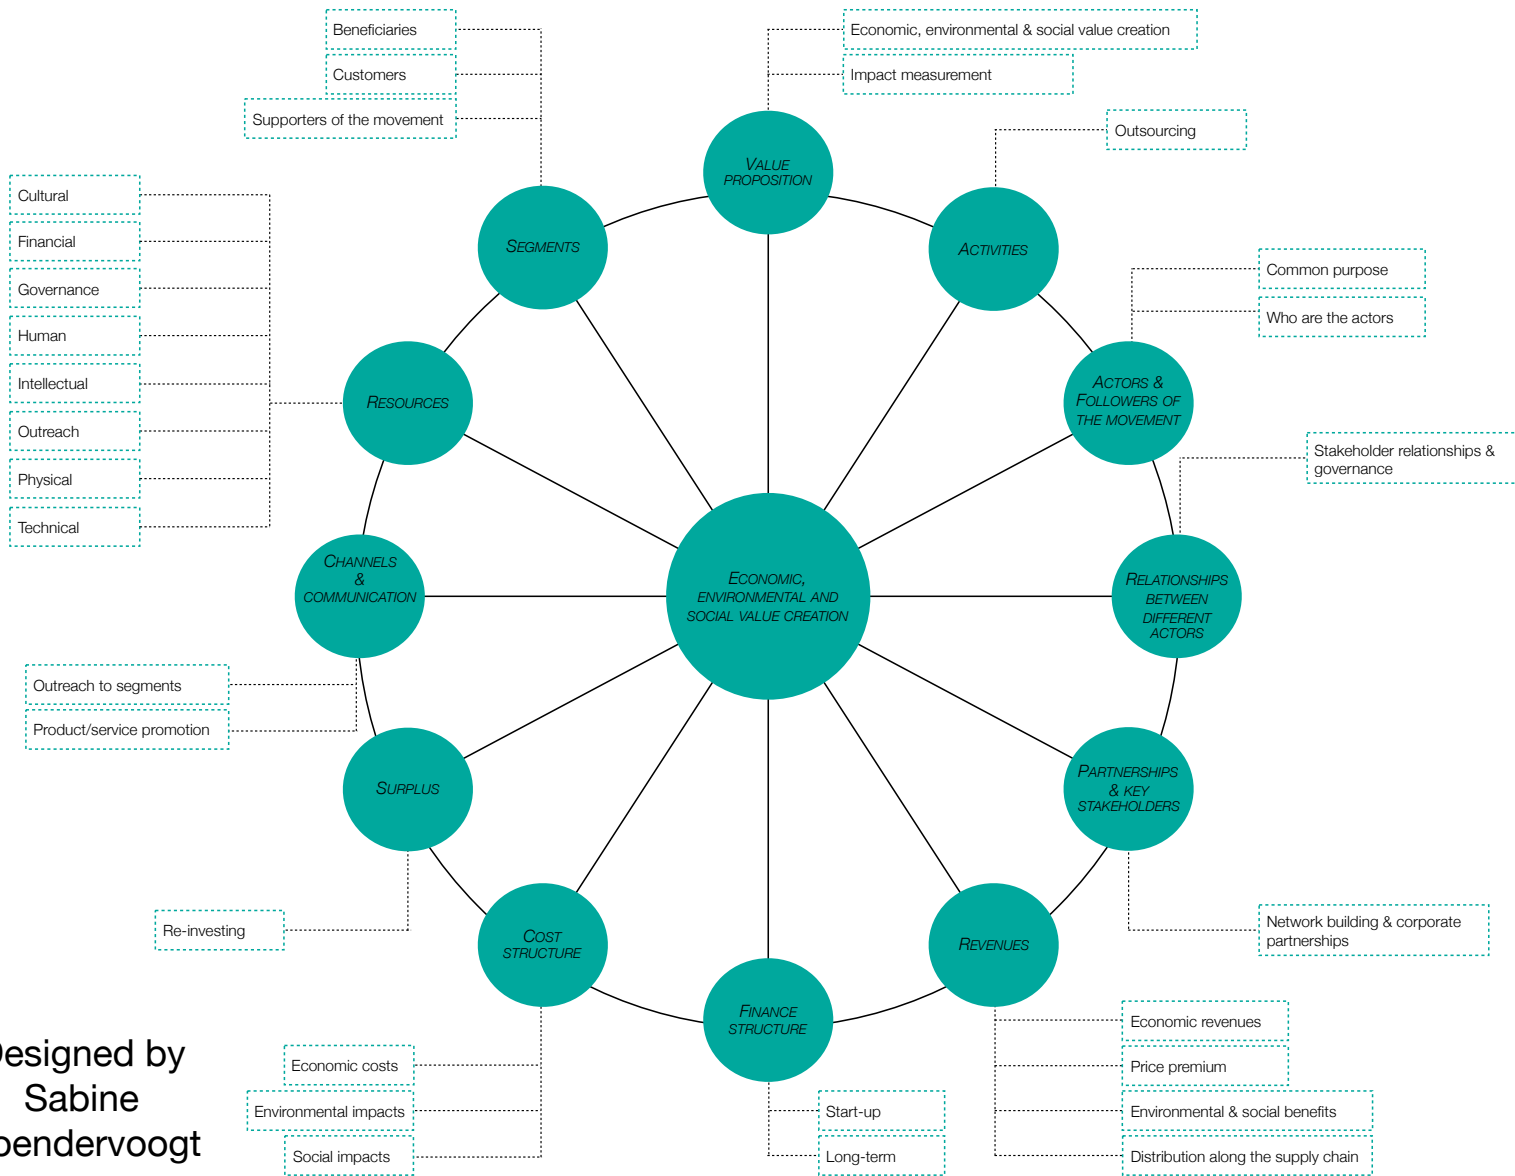 Beneficiaries
Customers
Supporters of the movement
Economic, environmental & social value creation
Impact measurement
Outsourcing
VALUE
PROPOSITION
SEGMENTS
ACTIVITIES
Cultural
Financial
Governance
Human
Intellectual
Outreach
Physical
Technical
RESOURCES
Common purpose
Who are the actors
ACTORS &
FOLLOWERS OF
THE MOVEMENT
Stakeholder relationships &
governance
CHANNELS
&
COMMUNICATION
ECONOMIC,
ENVIRONMENTAL AND
SOCIAL VALUE CREATION
RELATIONSHIPS
BETWEEN
DIFFERENT
ACTORS
Outreach to segments
Product/service promotion
SURPLUS
PARTNERSHIPS
& KEY
STAKEHOLDERS
Re-investing
COST
STRUCTURE
REVENUES
Network building & corporate
partnerships
FINANCE
STRUCTURE
Economic costs
Environmental impacts
Social impacts
Start-up
Long-term
Economic revenues
Price premium
Environmental & social benefits
Distribution along the supply chain
Designed by
Sabine